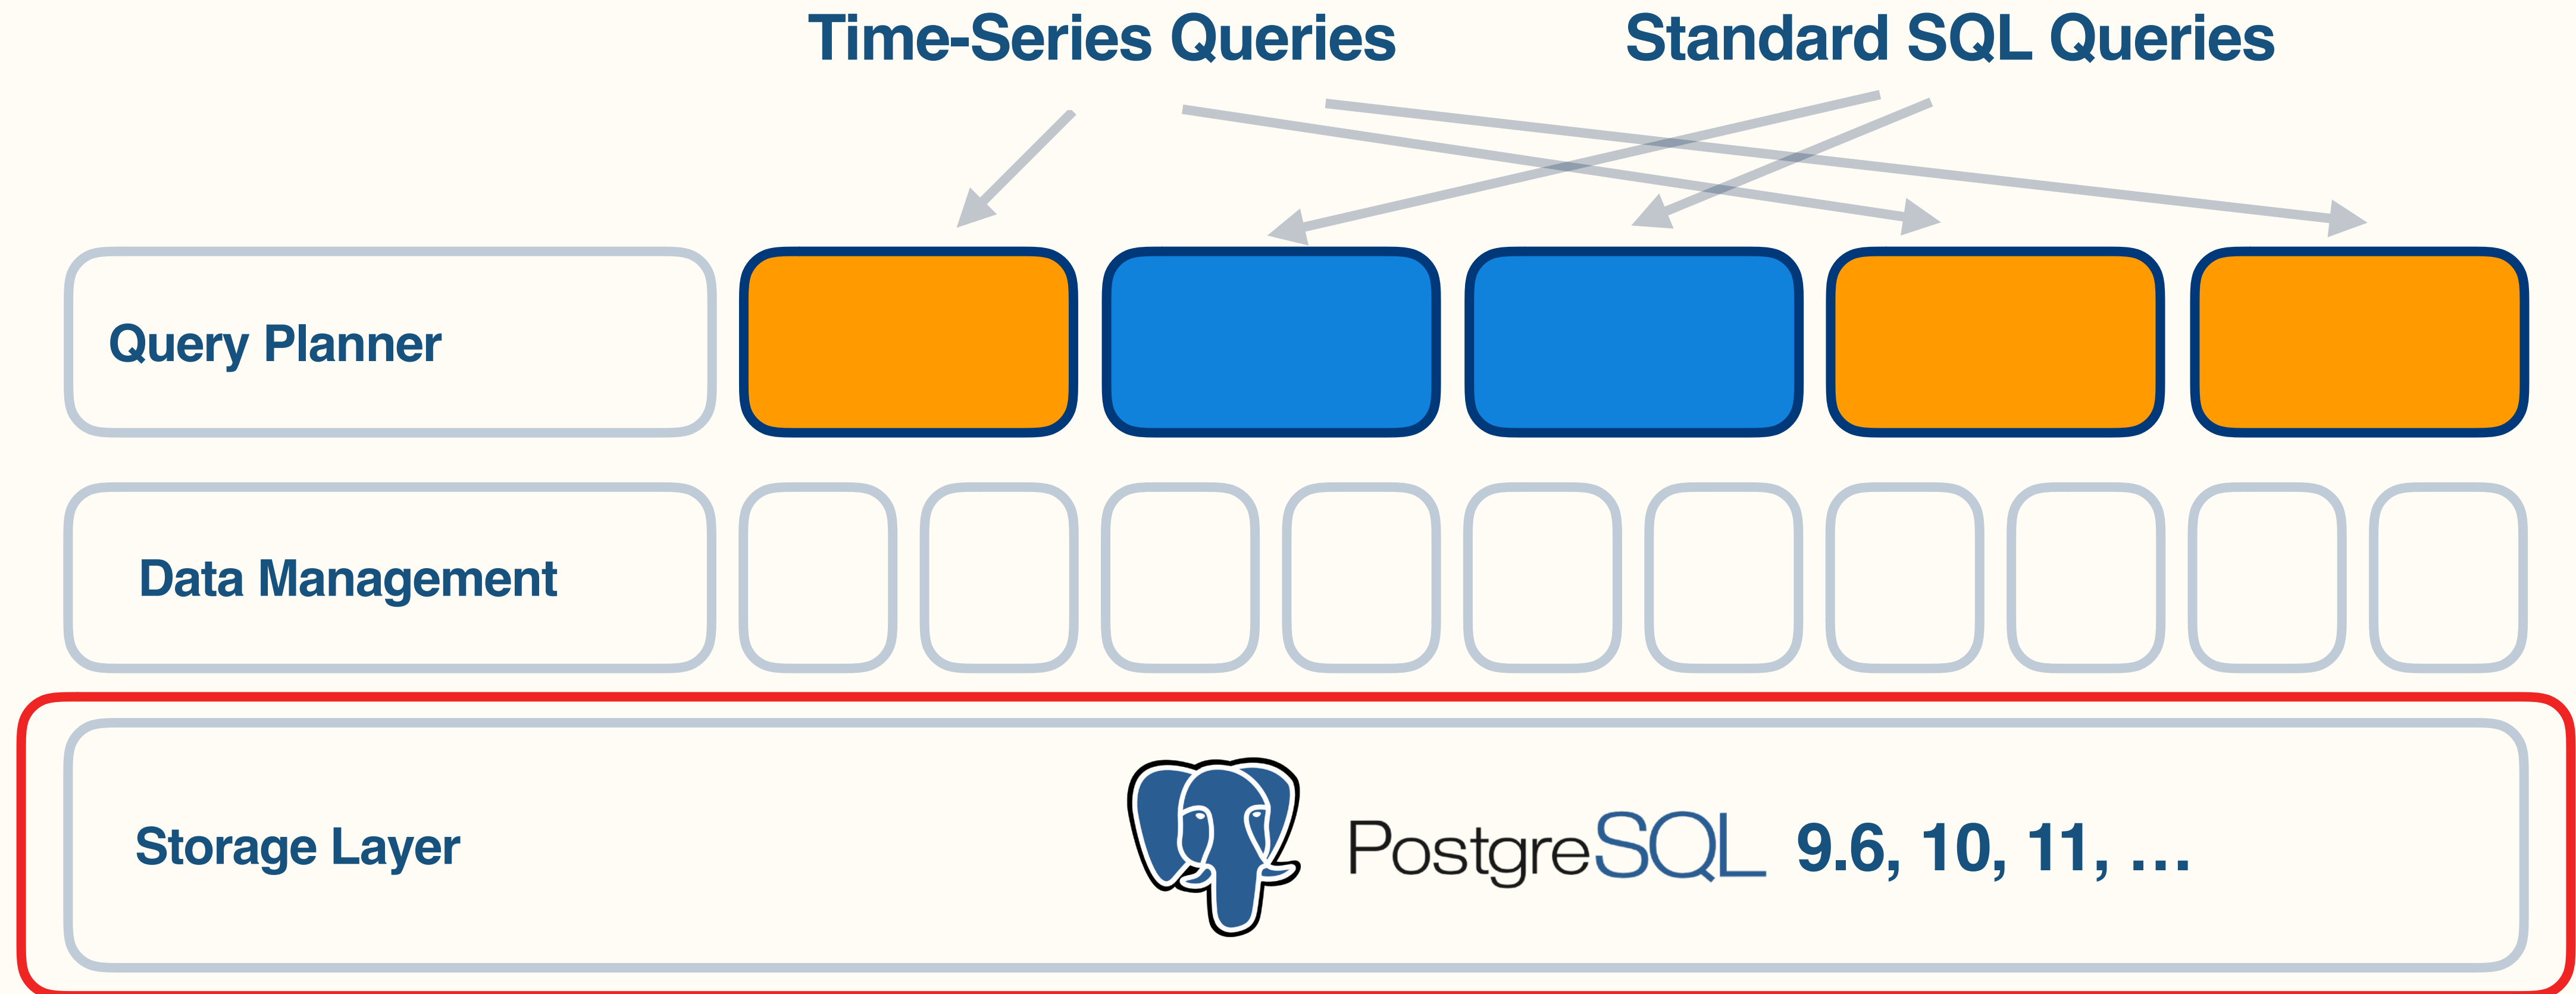 Time-Series Queries
Standard SQL Queries
Query Planner
Data Management
Storage Layer
PostgreSQL 9.6, 10, 11, …